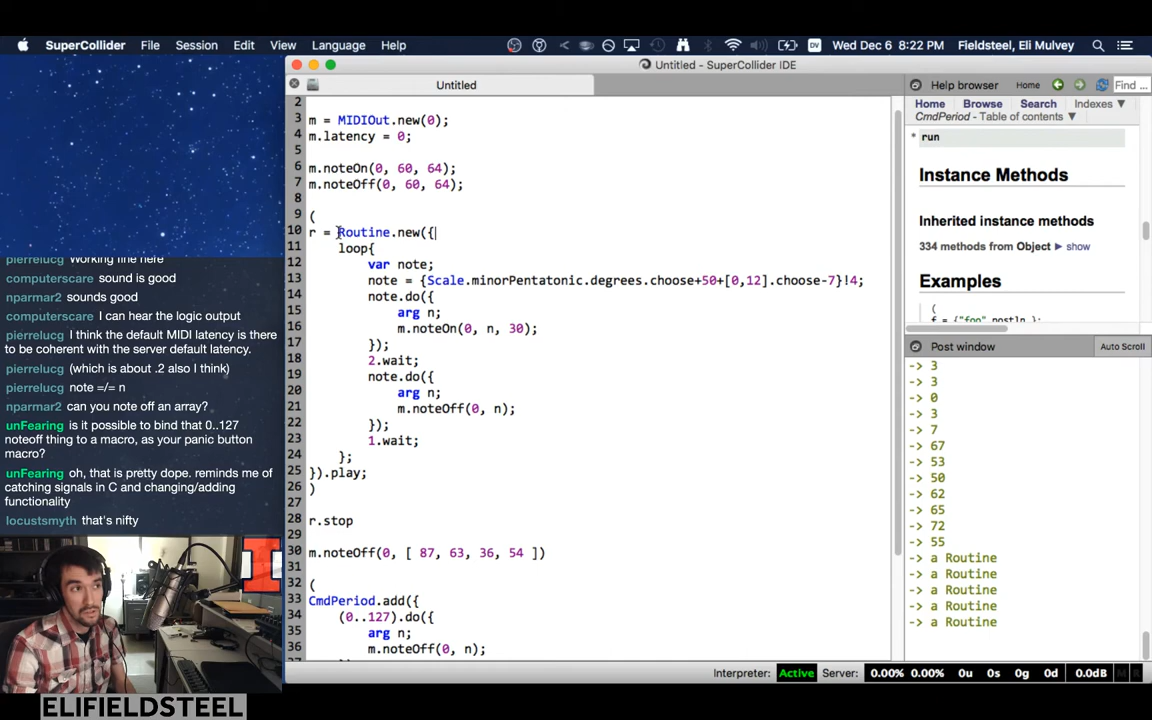 SuperCollider File Session Edit View Language Help
DV Wed Dec 6 8:22 PM Fieldsteel, Eli Mulvey
Untitled - SuperCollider IDE
Untitled
2
3 m = MIDIOut.new(0);
4 m.latency = 0;
5
6 m.noteOn(0, 60, 64);
7 m.noteOff(0, 60, 64);
8
9 (
10 r = Routine.new({
11 loop{
12 var note;
13 note = {Scale.minorPentatonic.degrees.choose+50+[0,12].choose-7}!4;
14 note.do({
15 arg n;
16 m.noteOn(0, n, 30);
17 });
18 2.wait;
19 note.do({
20 arg n;
21 m.noteOff(0, n);
22 });
23 1.wait;
24 };
25 }).play;
26 )
27
28 r.stop
29
30 m.noteOff(0, [ 87, 63, 36, 54 ])
31
32 (
33 CmdPeriod.add({
34 (0..127).do({
35 arg n;
36 m.noteOff(0, n);
Help browser Home Find ...
Home Browse Search Indexes ▼
CmdPeriod - Table of contents ▼
* run
Instance Methods
Inherited instance methods
334 methods from Object ► show
Examples
(
f = {"foo".postln };
Post window Auto Scroll
-> 3
-> 3
-> 0
-> 3
-> 7
-> 67
-> 53
-> 50
-> 62
-> 65
-> 72
-> 55
-> a Routine
-> a Routine
-> a Routine
-> a Routine
-> a Routine
Interpreter: Active Server: 0.00% 0.00% 0u 0s 0g 0d 0.0dB M R
pierrelucg Working fine here
computerscare sound is good
nparmar2 sounds good
computerscare I can hear the logic output
pierrelucg I think the default MIDI latency is there
to be coherent with the server default latency.
pierrelucg (which is about .2 also I think)
pierrelucg note =/= n
nparmar2 can you note off an array?
unFearing is it possible to bind that 0..127
noteoff thing to a macro, as your panic button
macro?
unFearing oh, that is pretty dope. reminds me of
catching signals in C and changing/adding
functionality
locustsmyth that's nifty
ELIFIELDSTEEL